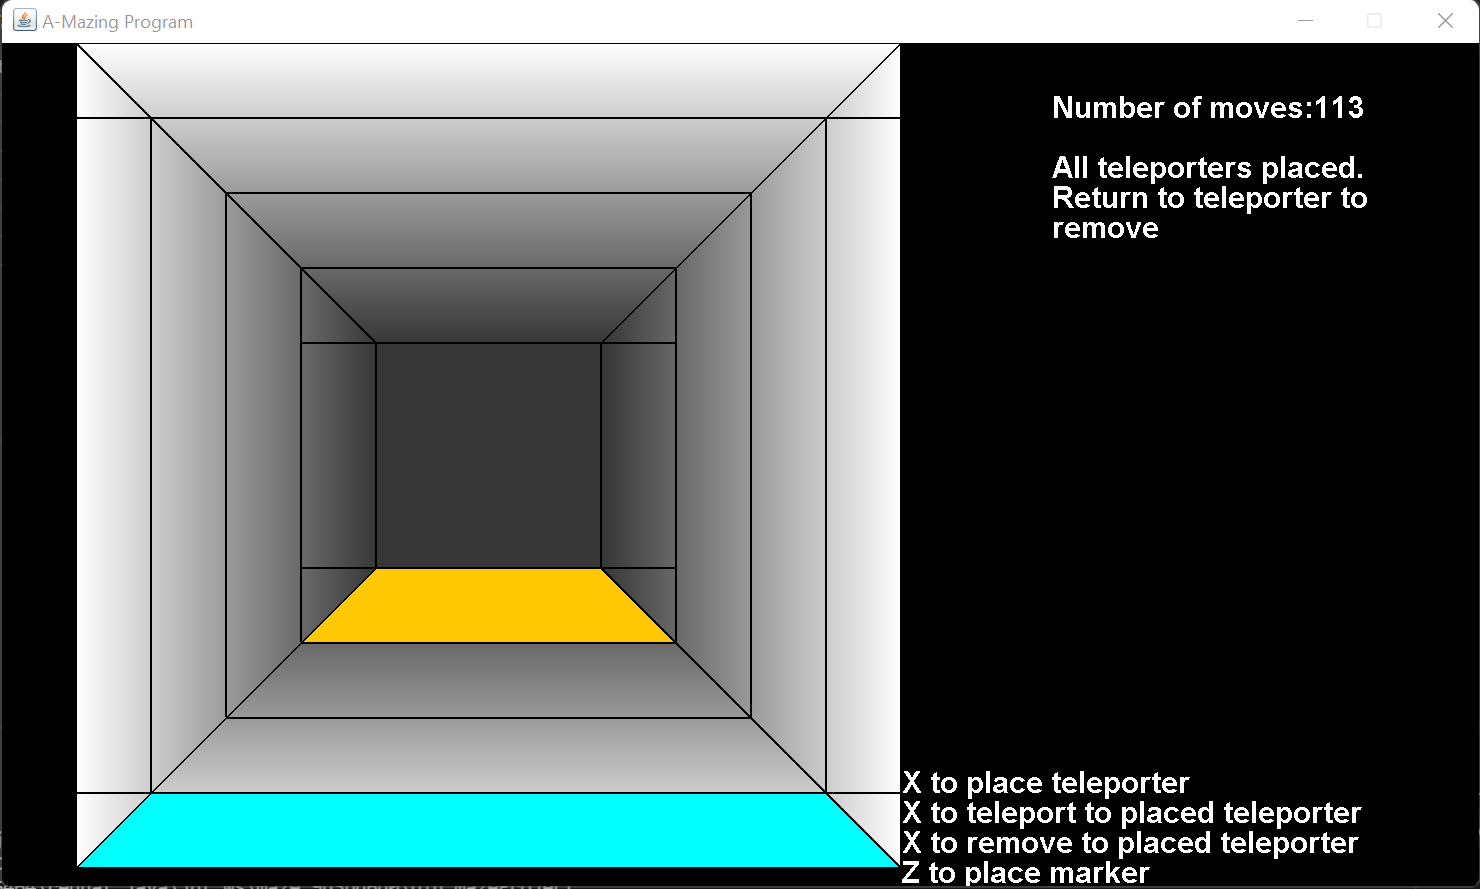 A-Mazing Program
Number of moves:113
All teleporters placed.
Return to teleporter to
remove
X to place teleporter
X to teleport to placed teleporter
X to remove to placed teleporter
Z to place marker